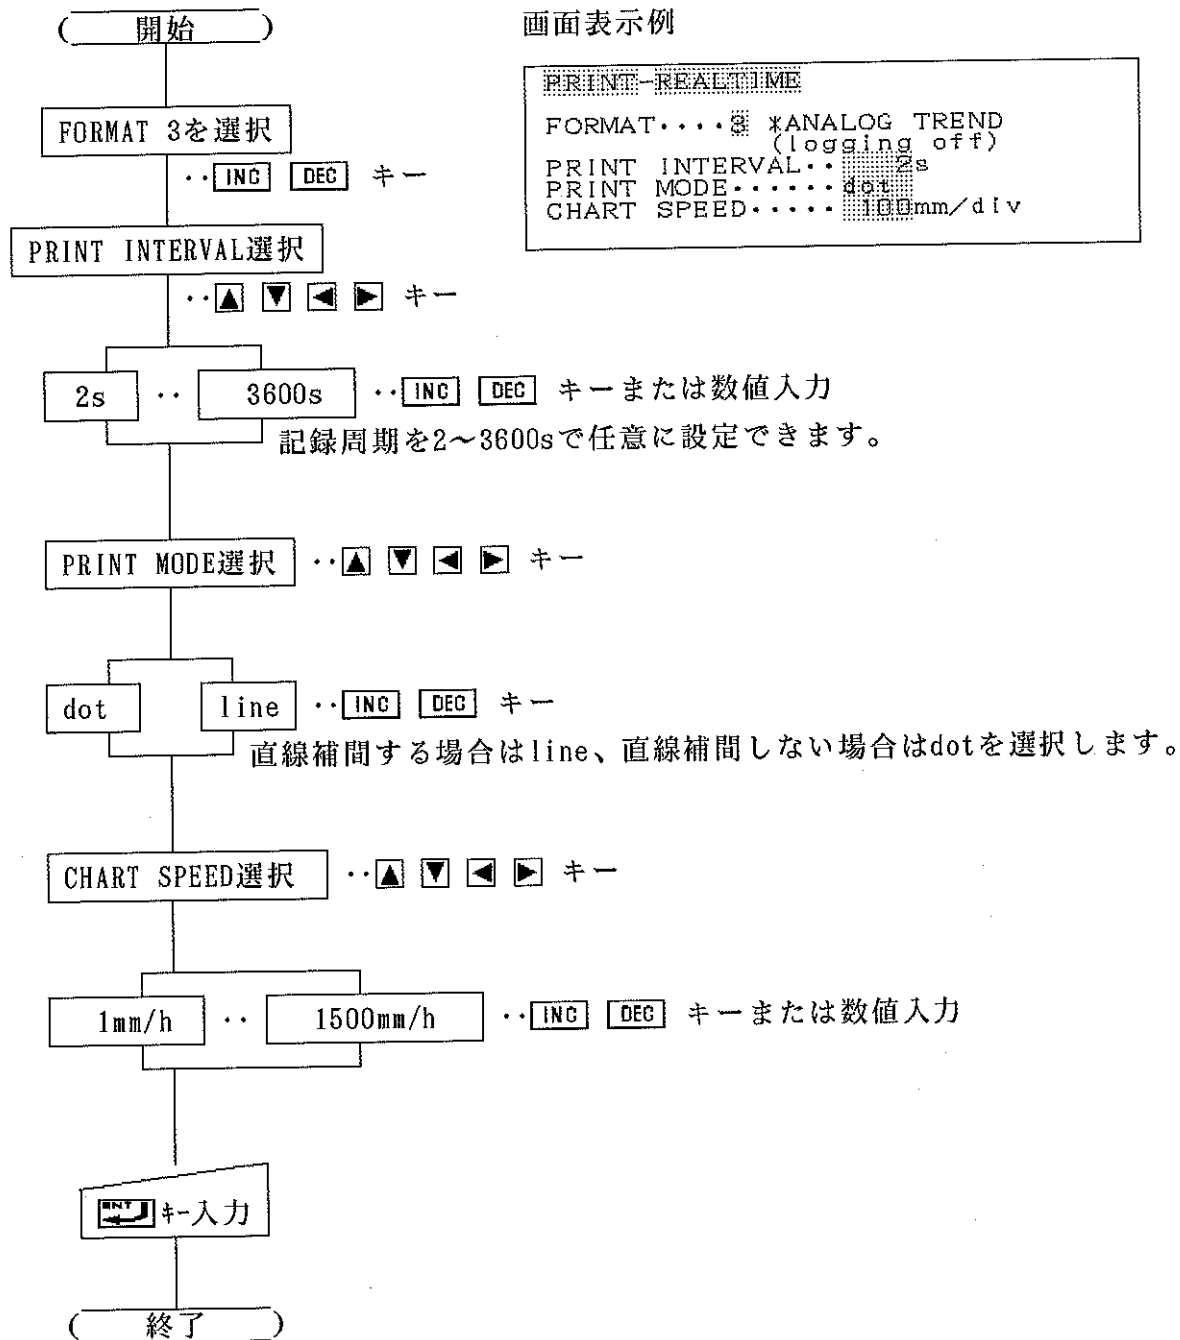 開始
画面表示例
PRINT-REALTIME
FORMAT････3 *ANALOG TREND
(logging off)
PRINT INTERVAL･･ 2s
PRINT MODE･･････dot
CHART SPEED･････ 100mm/div
FORMAT 3を選択
･･INC DEC キー
PRINT INTERVAL選択
･･▲ ▼ ◀ ▶ キー
2s ･･ 3600s ･･INC DEC キーまたは数値入力
記録周期を2～3600sで任意に設定できます。
PRINT MODE選択 ･･▲ ▼ ◀ ▶ キー
dot line ･･INC DEC キー
直線補間する場合はline、直線補間しない場合はdotを選択します。
CHART SPEED選択 ･･▲ ▼ ◀ ▶ キー
1mm/h ･･ 1500mm/h ･･INC DEC キーまたは数値入力
ENT キー入力
終了